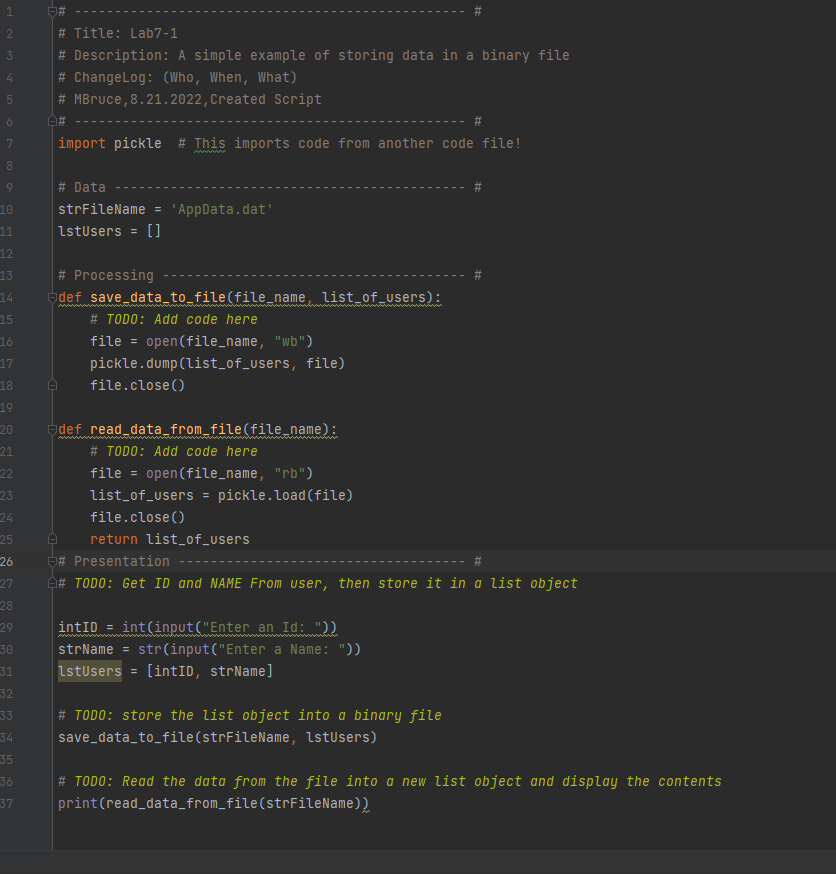 1 # ------------------------------------------------- #
2 # Title: Lab7-1
3 # Description: A simple example of storing data in a binary file
4 # ChangeLog: (Who, When, What)
5 # MBruce,8.21.2022,Created Script
6 # ------------------------------------------------- #
7 import pickle  # This imports code from another code file!
8
9 # Data -------------------------------------------- #
10 strFileName = 'AppData.dat'
11 lstUsers = []
12
13 # Processing -------------------------------------- #
14 def save_data_to_file(file_name, list_of_users):
15     # TODO: Add code here
16     file = open(file_name, "wb")
17     pickle.dump(list_of_users, file)
18     file.close()
19
20 def read_data_from_file(file_name):
21     # TODO: Add code here
22     file = open(file_name, "rb")
23     list_of_users = pickle.load(file)
24     file.close()
25     return list_of_users
26 # Presentation ------------------------------------ #
27 # TODO: Get ID and NAME From user, then store it in a list object
28
29 intID = int(input("Enter an Id: "))
30 strName = str(input("Enter a Name: "))
31 lstUsers = [intID, strName]
32
33 # TODO: store the list object into a binary file
34 save_data_to_file(strFileName, lstUsers)
35
36 # TODO: Read the data from the file into a new list object and display the contents
37 print(read_data_from_file(strFileName))